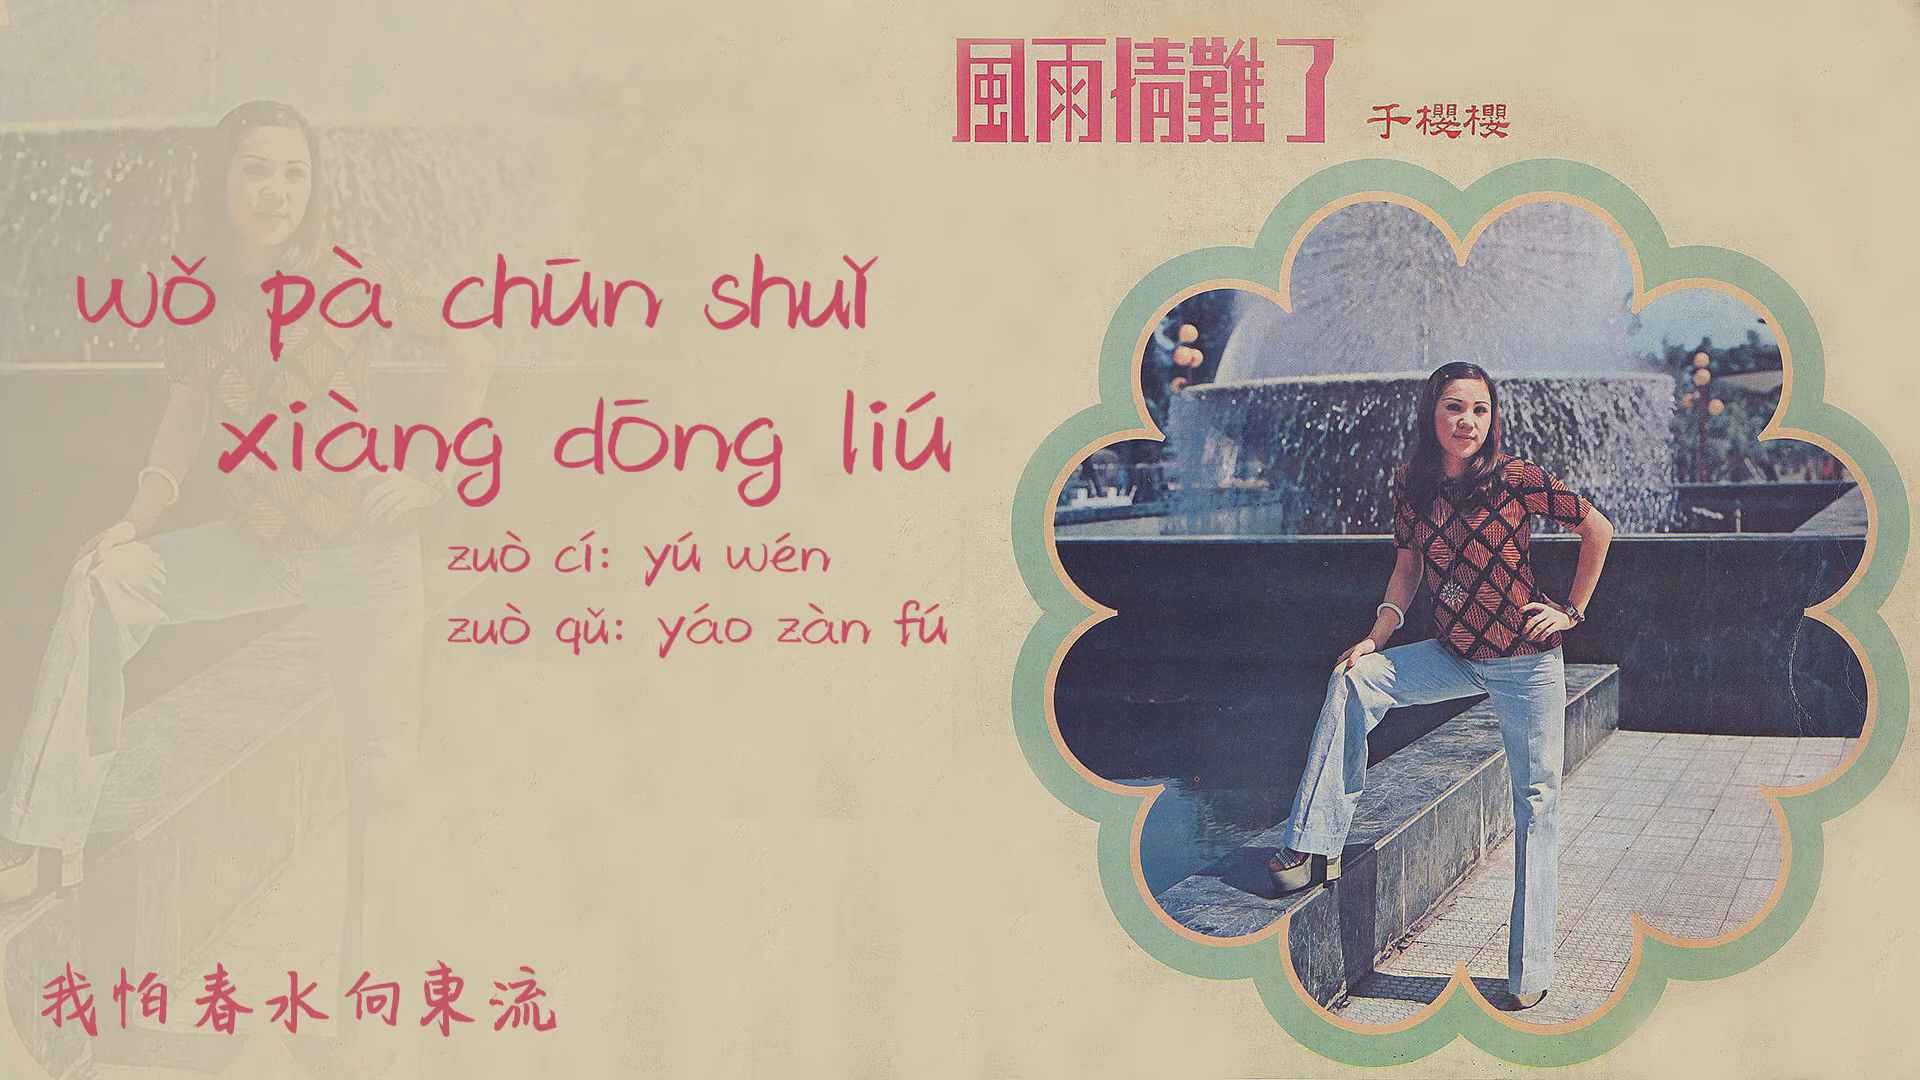 風雨情難了
于櫻櫻
wǒ pà chūn shuǐ
xiàng dōng liú
zuò cí: yú wén
zuò qǔ: yáo zàn fú
我怕春水向東流